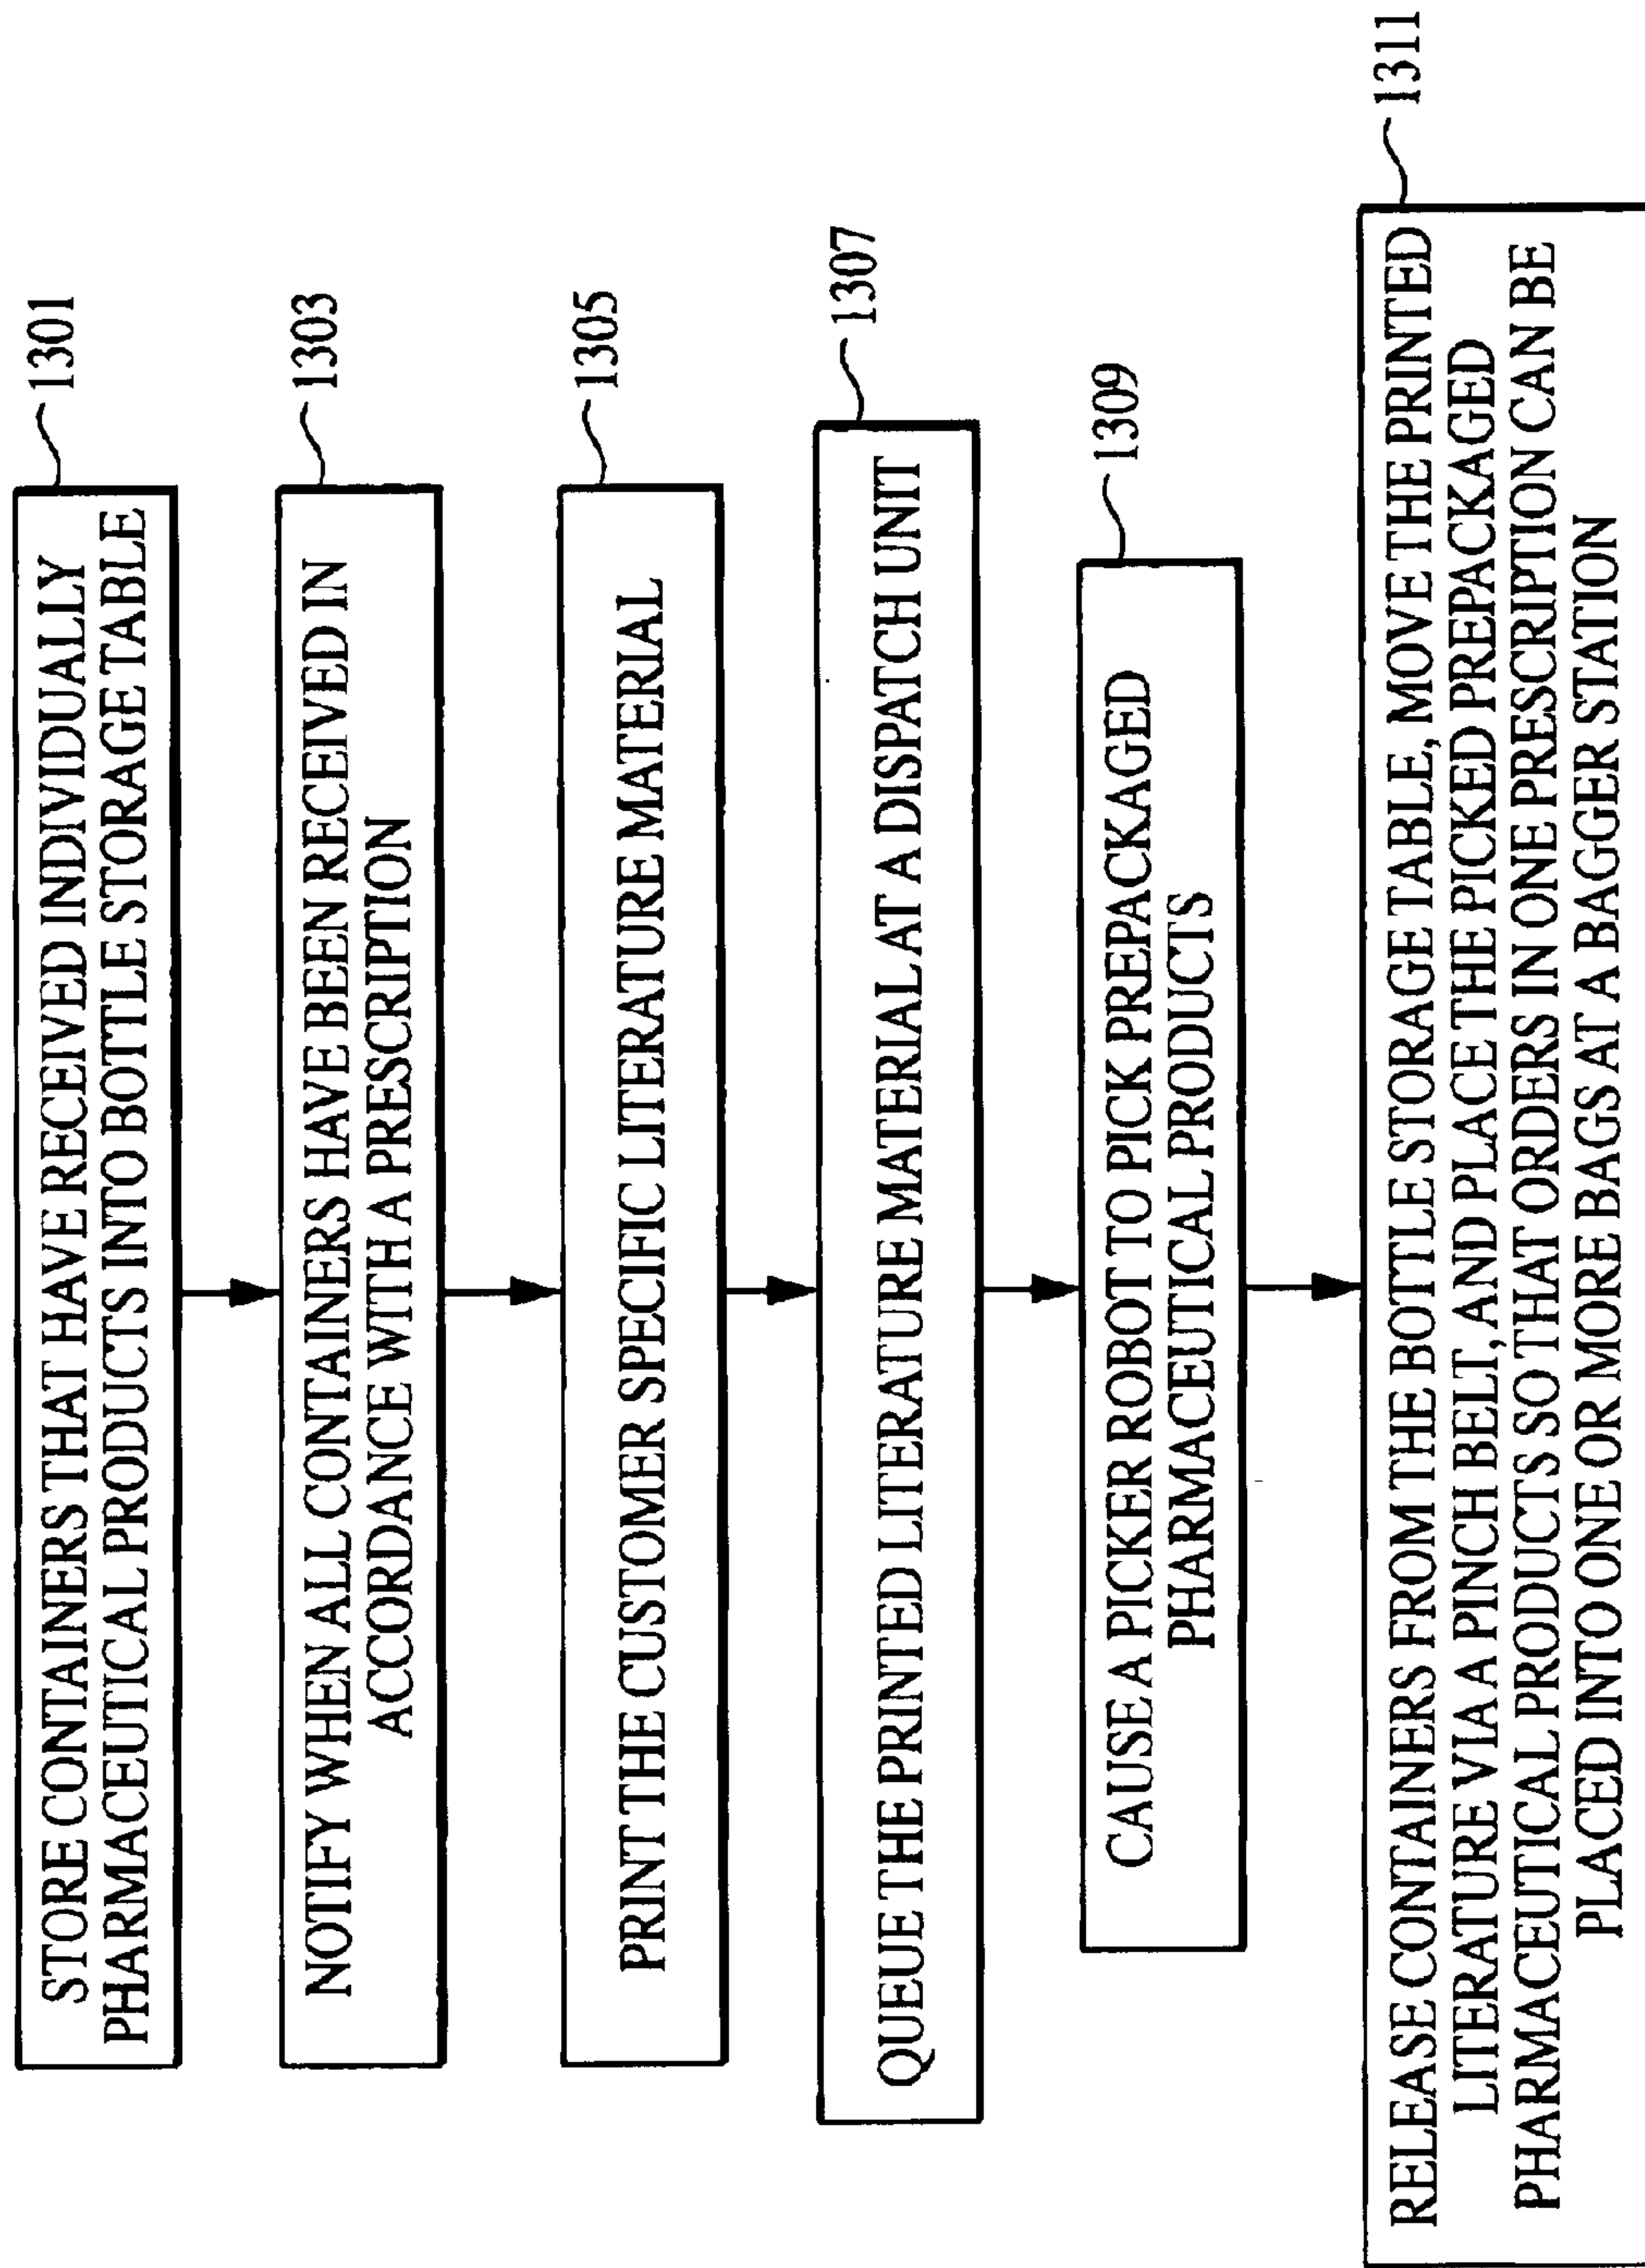 1301
STORE CONTAINERS THAT HAVE RECEIVED INDIVIDUALLY
PHARMACEUTICAL PRODUCTS INTO BOTTLE STORAGE TABLE
1303
NOTIFY WHEN ALL CONTAINERS HAVE BEEN RECEIVED IN
ACCORDANCE WITH A PRESCRIPTION
1305
PRINT THE CUSTOMER SPECIFIC LITERATURE MATERIAL
1307
QUEUE THE PRINTED LITERATURE MATERIAL AT A DISPATCH UNIT
1309
CAUSE A PICKER ROBOT TO PICK PREPACKAGED
PHARMACEUTICAL PRODUCTS
1311
RELEASE CONTAINERS FROM THE BOTTLE STORAGE TABLE, MOVE THE PRINTED
LITERATURE VIA A PINCH BELT, AND PLACE THE PICKED PREPACKAGED
PHARMACEUTICAL PRODUCTS SO THAT ORDERS IN ONE PRESCRIPTION CAN BE
PLACED INTO ONE OR MORE BAGS AT A BAGGER STATION